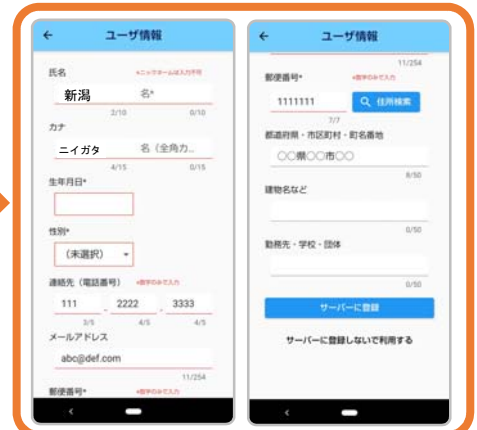 ユーザ情報
氏名 ※ニックネームは入力不可
新潟 名*
2/10 0/10
カナ
ニイガタ 名（全角カ..
4/15 0/15
生年月日*
性別*
（未選択）
連絡先（電話番号） ※数字のみで入力
111 - 2222 - 3333
3/5 4/5 4/5
メールアドレス
abc@def.com
11/254
郵便番号* ※数字のみで入力
ユーザ情報
11/254
郵便番号* ※数字のみで入力
1111111 住所検索
7/7
都道府県・市区町村・町名番地
○○県○○市○○
8/50
建物名など
0/50
勤務先・学校・団体
0/50
サーバーに登録
サーバーに登録しないで利用する